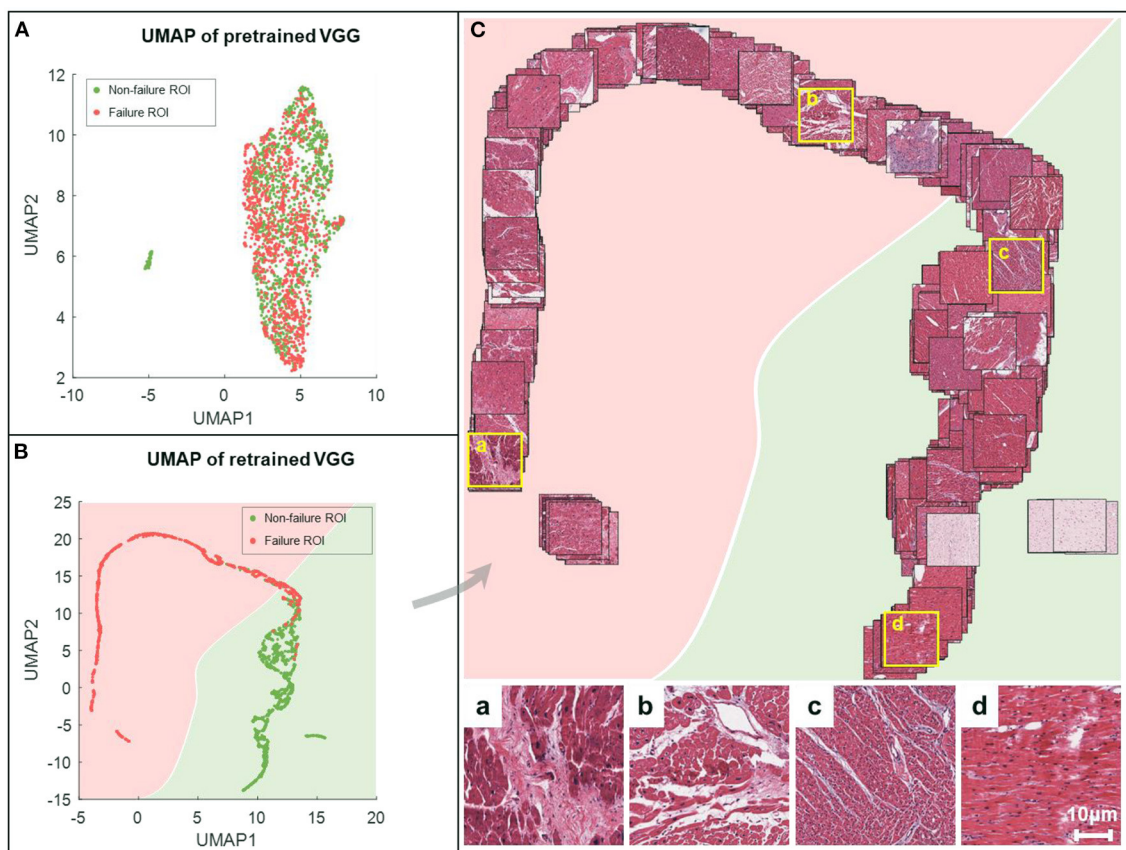 A
UMAP of pretrained VGG
Non-failure ROI
Failure ROI
12
10
8
6
4
2
UMAP2
-10
-5
0
5
10
UMAP1
B
UMAP of retrained VGG
Non-failure ROI
Failure ROI
25
20
15
10
5
0
-5
-10
-15
UMAP2
-5
0
5
10
15
20
UMAP1
C
b
c
a
d
a
b
c
d
10μm